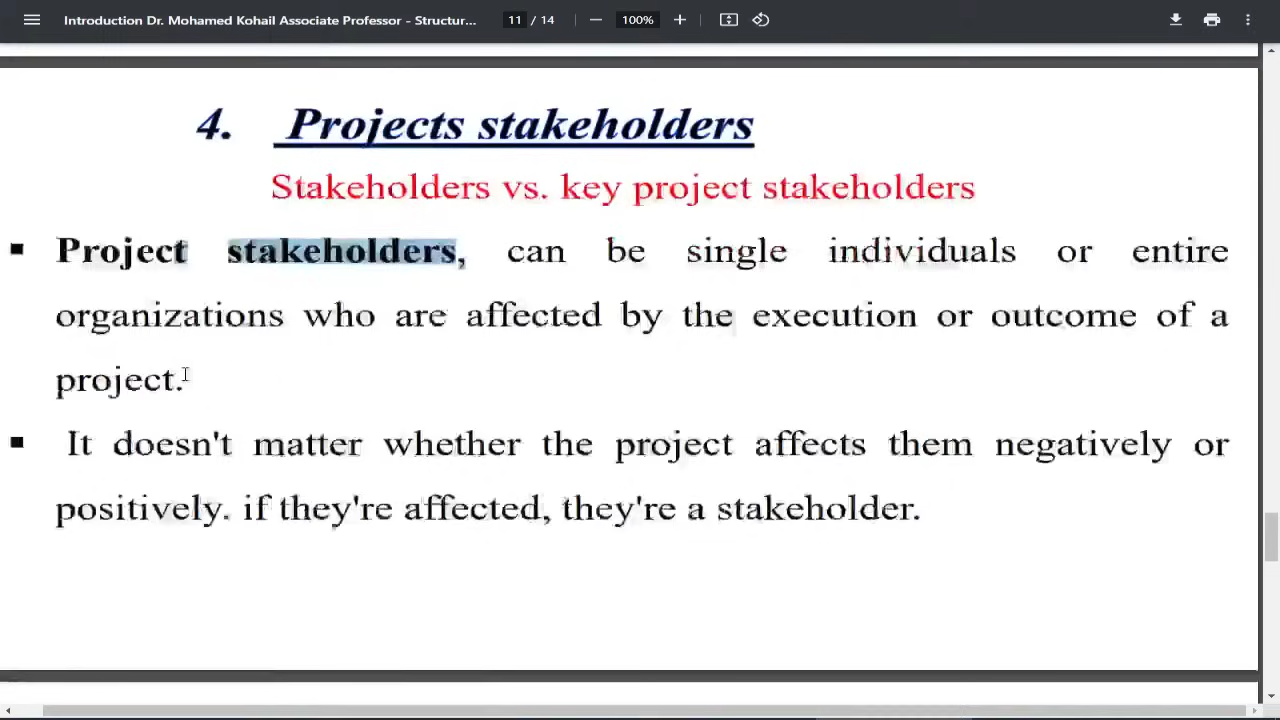 Introduction Dr. Mohamed Kohail Associate Professor - Structur...
11 / 14
100%
4. Projects stakeholders
Stakeholders vs. key project stakeholders
▪ Project stakeholders, can be single individuals or entire
organizations who are affected by the execution or outcome of a
project.
▪ It doesn't matter whether the project affects them negatively or
positively. if they're affected, they're a stakeholder.